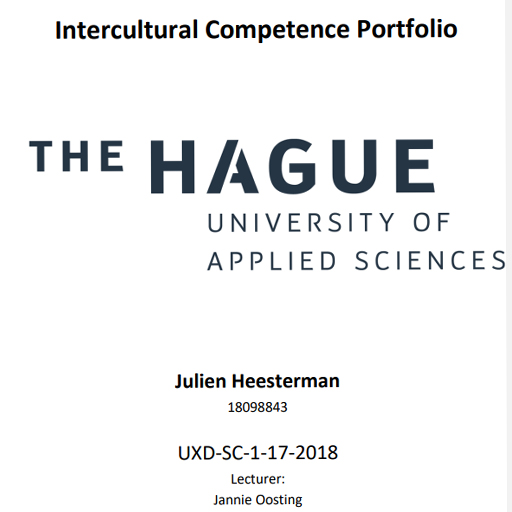 Intercultural Competence Portfolio
THE HAGUE
UNIVERSITY OF
APPLIED SCIENCES
Julien Heesterman
18098843
UXD-SC-1-17-2018
Lecturer:
Jannie Oosting